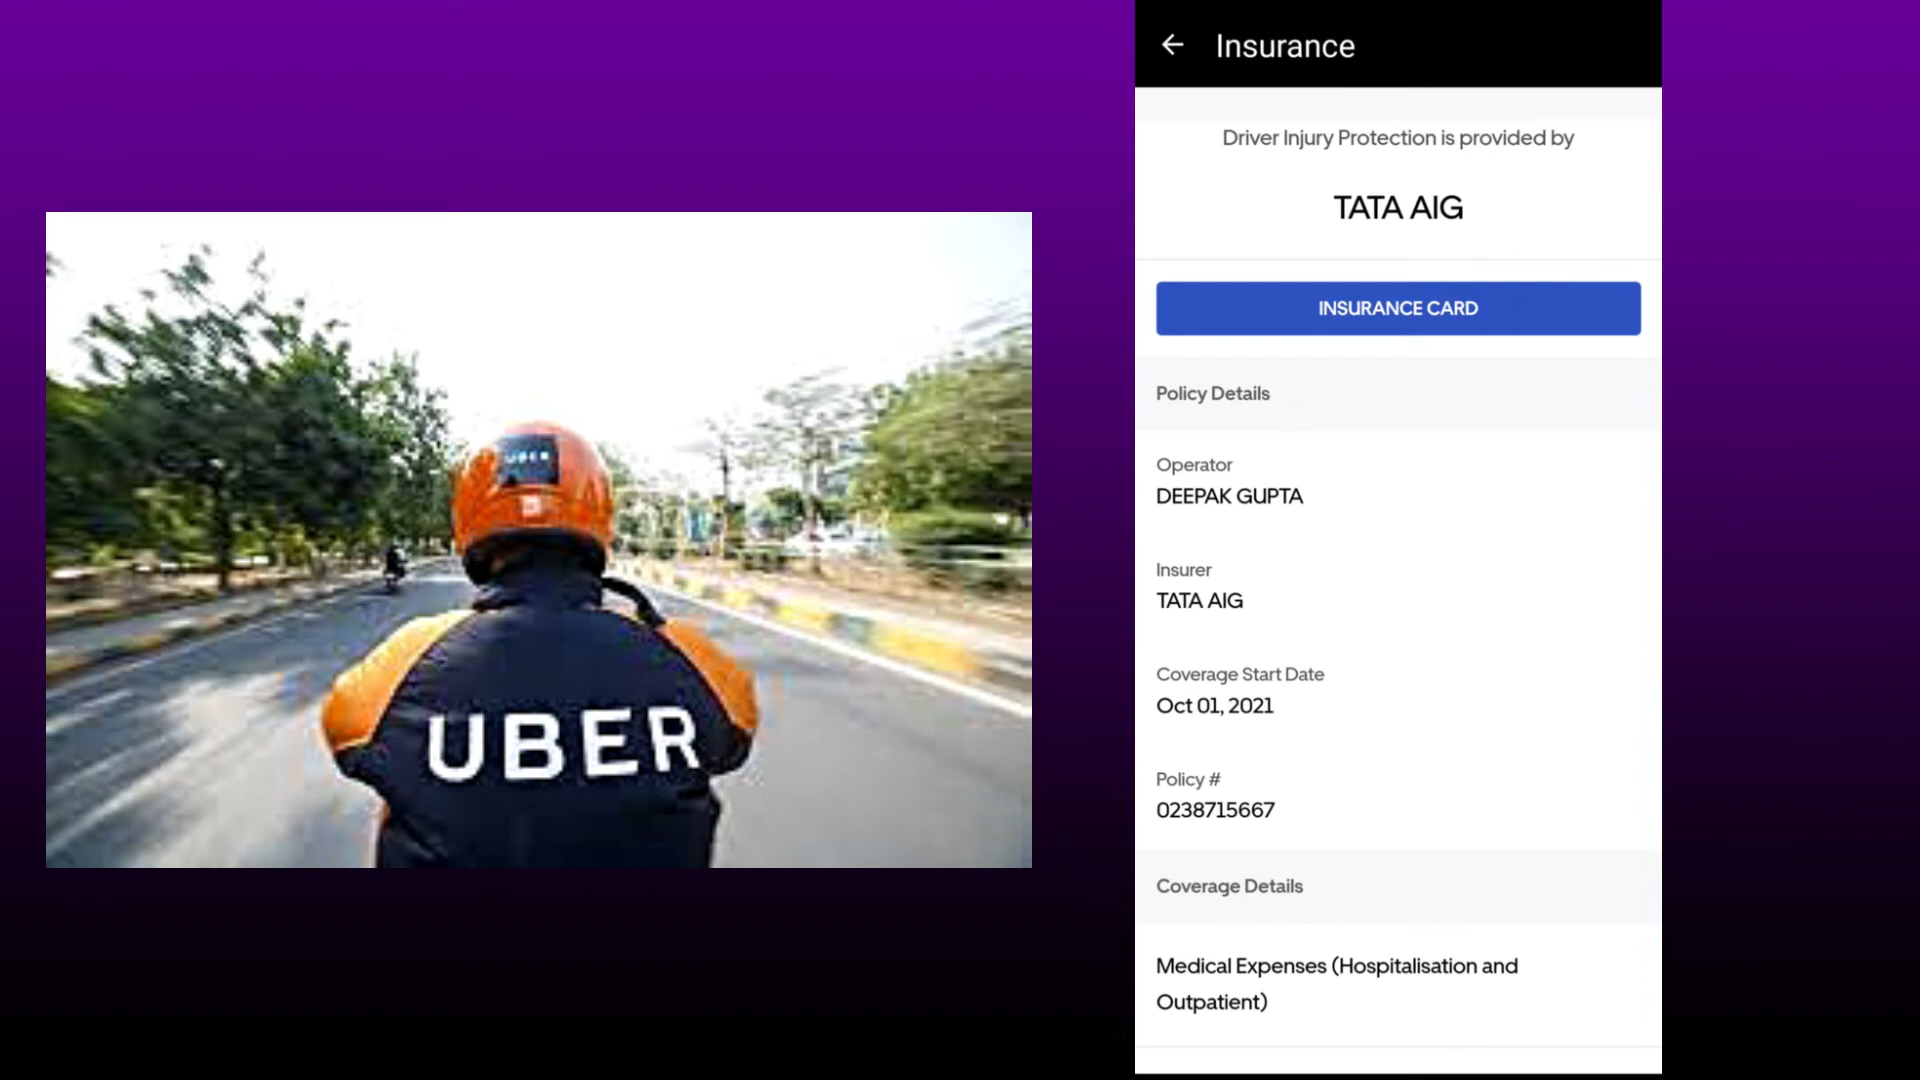 UBER
UBER
Insurance
Driver Injury Protection is provided by
TATA AIG
INSURANCE CARD
Policy Details
Operator
DEEPAK GUPTA
Insurer
TATA AIG
Coverage Start Date
Oct 01, 2021
Policy #
0238715667
Coverage Details
Medical Expenses (Hospitalisation and
Outpatient)